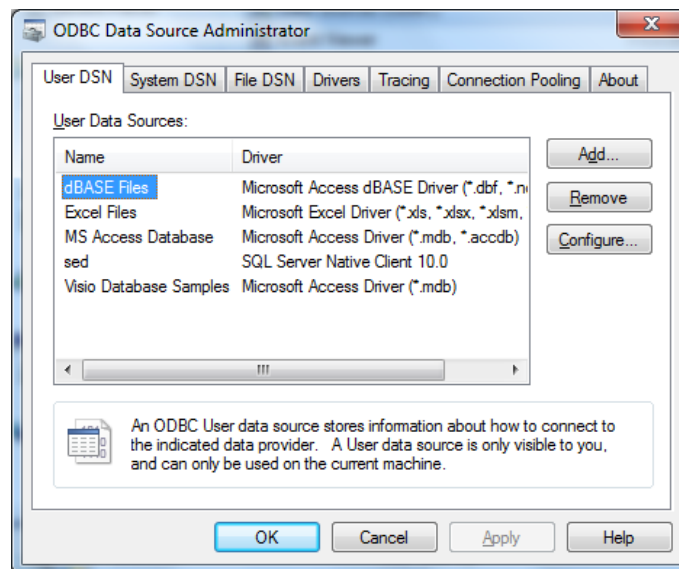 ODBC Data Source Administrator
User DSN System DSN File DSN Drivers Tracing Connection Pooling About
User Data Sources:
Name Driver
dBASE Files Microsoft Access dBASE Driver (*.dbf, *.n
Excel Files Microsoft Excel Driver (*.xls, *.xlsx, *.xlsm,
MS Access Database Microsoft Access Driver (*.mdb, *.accdb)
sed SQL Server Native Client 10.0
Visio Database Samples Microsoft Access Driver (*.mdb)
Add...
Remove
Configure...
An ODBC User data source stores information about how to connect to
the indicated data provider. A User data source is only visible to you,
and can only be used on the current machine.
OK Cancel Apply Help